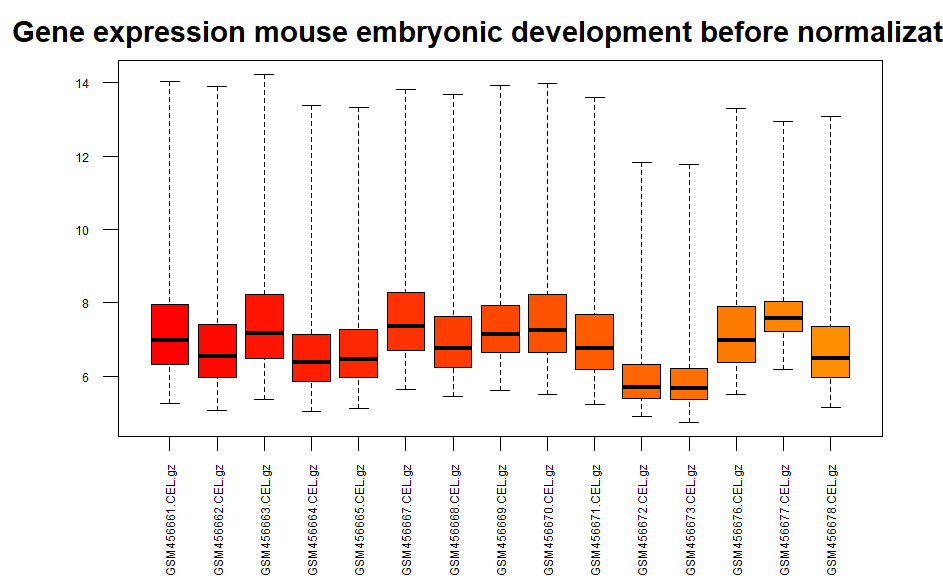 Gene expression mouse embryonic development before normalizat
14
12
10
8
6
GSM456661.CEL.gz
GSM456662.CEL.gz
GSM456663.CEL.gz
GSM456664.CEL.gz
GSM456665.CEL.gz
GSM456667.CEL.gz
GSM456668.CEL.gz
GSM456669.CEL.gz
GSM456670.CEL.gz
GSM456671.CEL.gz
GSM456672.CEL.gz
GSM456673.CEL.gz
GSM456676.CEL.gz
GSM456677.CEL.gz
GSM456678.CEL.gz